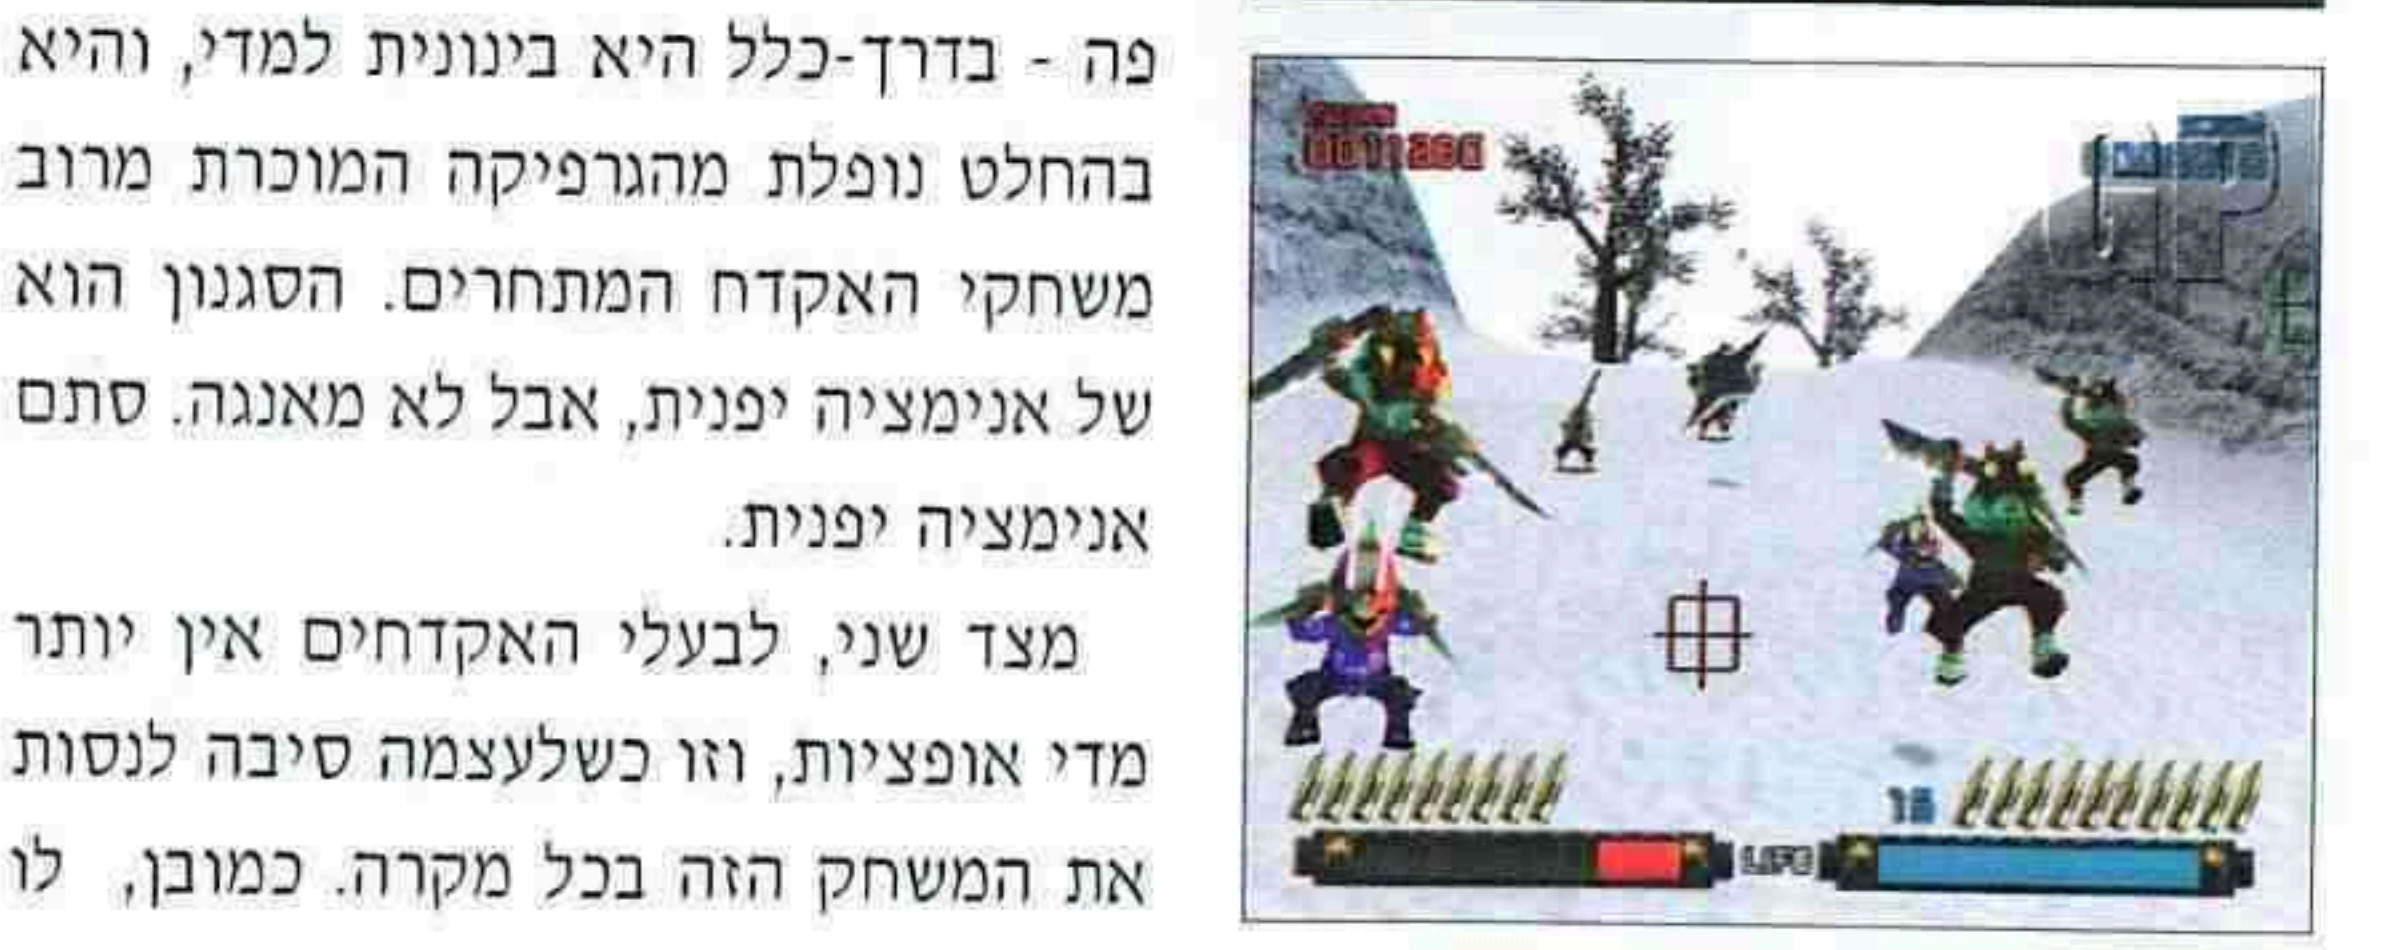 פה - בדרך-כלל היא בינונית למדי, והיא
בהחלט נופלת מהגרפיקה המוכרת מרוב
משחקי האקדח המתחרים. הסגנון הוא
של אנימציה יפנית, אבל לא מאנגה. סתם
אנימציה יפנית.
מצד שני, לבעלי האקדחים אין יותר
מדי אופציות, וזו כשלעצמה סיבה לנסות
את המשחק הזה בכל מקרה. כמובן, לו
LIFE